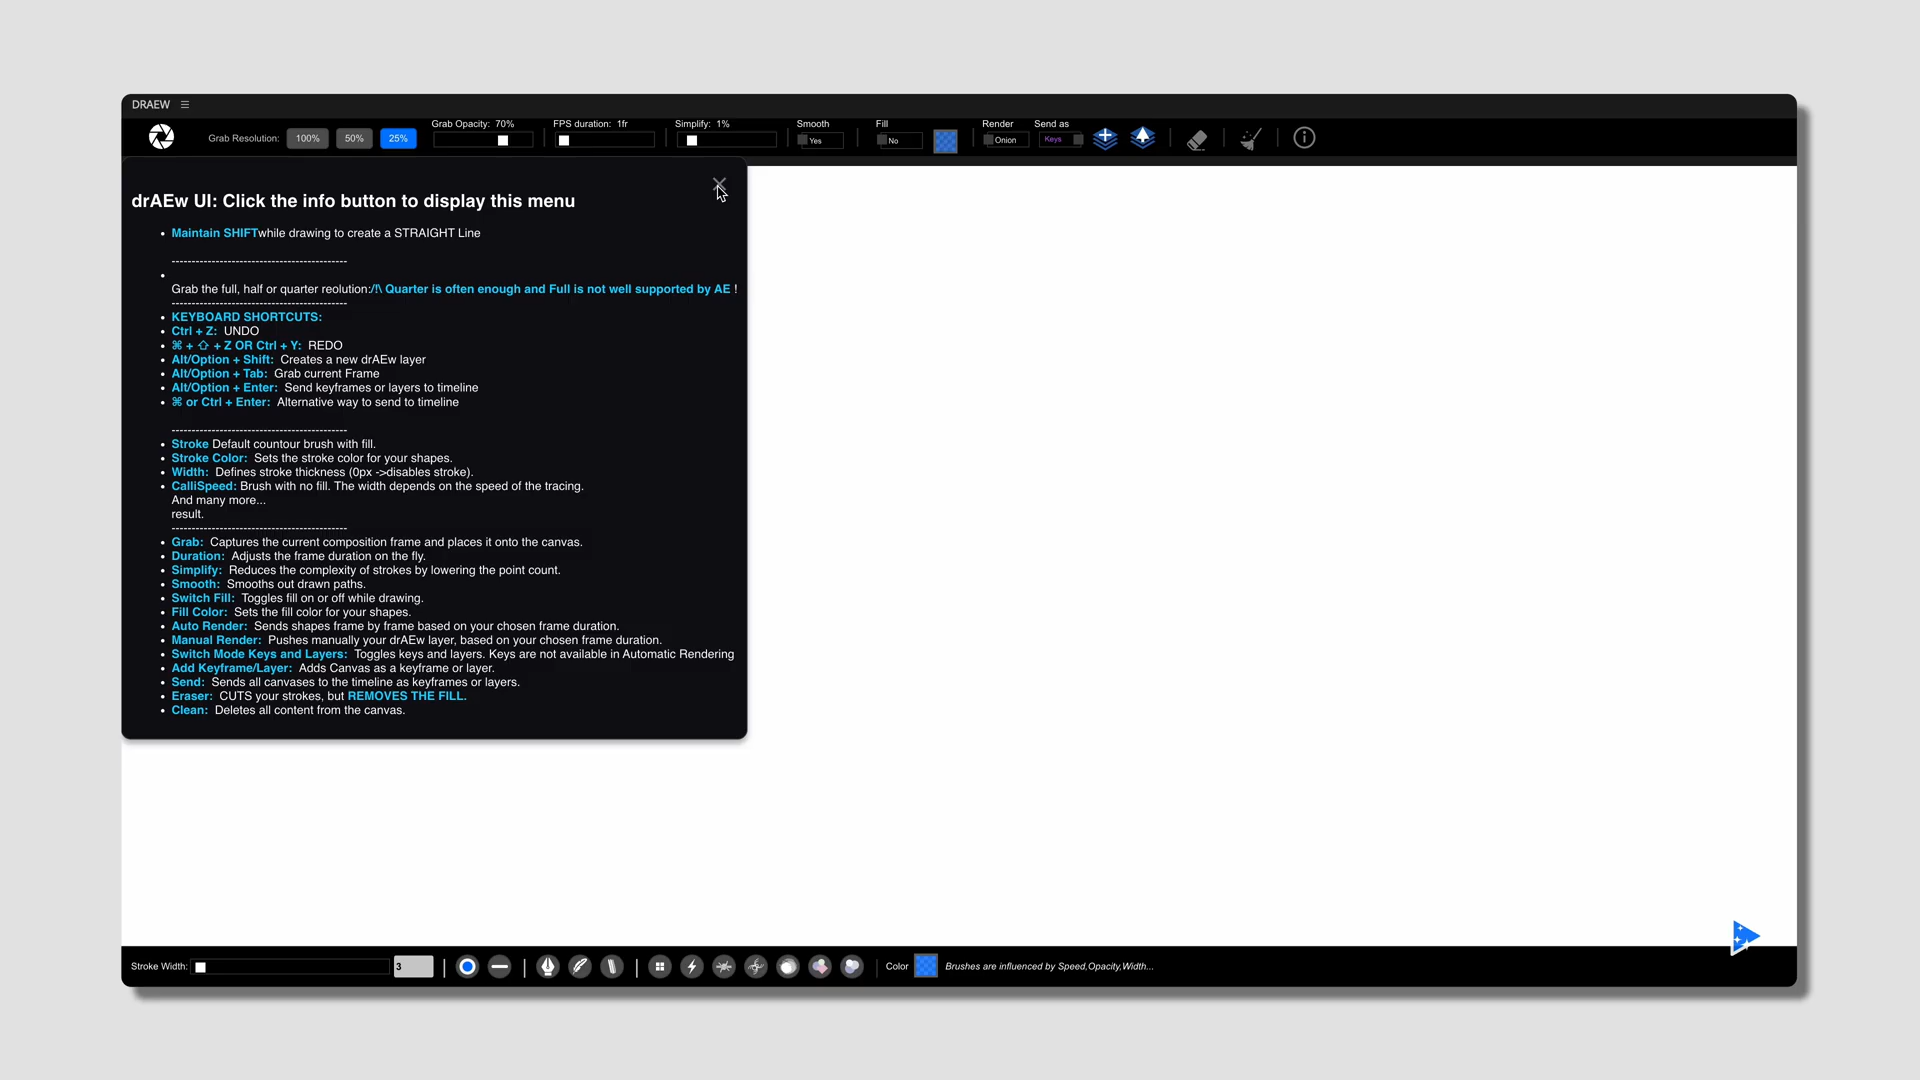 DRAEW
Grab Resolution: 100% 50% 25% Grab Opacity: 70% FPS duration: 1fr Simplify: 1% Smooth Yes Fill No Render Onion Send as Keys
drAEw UI: Click the info button to display this menu
Maintain SHIFTwhile drawing to create a STRAIGHT Line
--------------------------------------------
Grab the full, half or quarter reolution:/!\ Quarter is often enough and Full is not well supported by AE !
--------------------------------------------
KEYBOARD SHORTCUTS:
Ctrl + Z: UNDO
⌘ + ⇧ + Z OR Ctrl + Y: REDO
Alt/Option + Shift: Creates a new drAEw layer
Alt/Option + Tab: Grab current Frame
Alt/Option + Enter: Send keyframes or layers to timeline
⌘ or Ctrl + Enter: Alternative way to send to timeline
--------------------------------------------
Stroke Default countour brush with fill.
Stroke Color: Sets the stroke color for your shapes.
Width: Defines stroke thickness (0px ->disables stroke).
CalliSpeed: Brush with no fill. The width depends on the speed of the tracing.
And many more...
result.
--------------------------------------------
Grab: Captures the current composition frame and places it onto the canvas.
Duration: Adjusts the frame duration on the fly.
Simplify: Reduces the complexity of strokes by lowering the point count.
Smooth: Smooths out drawn paths.
Switch Fill: Toggles fill on or off while drawing.
Fill Color: Sets the fill color for your shapes.
Auto Render: Sends shapes frame by frame based on your chosen frame duration.
Manual Render: Pushes manually your drAEw layer, based on your chosen frame duration.
Switch Mode Keys and Layers: Toggles keys and layers. Keys are not available in Automatic Rendering
Add Keyframe/Layer: Adds Canvas as a keyframe or layer.
Send: Sends all canvases to the timeline as keyframes or layers.
Eraser: CUTS your strokes, but REMOVES THE FILL.
Clean: Deletes all content from the canvas.
Stroke Width: 3 Color Brushes are influenced by Speed,Opacity,Width...